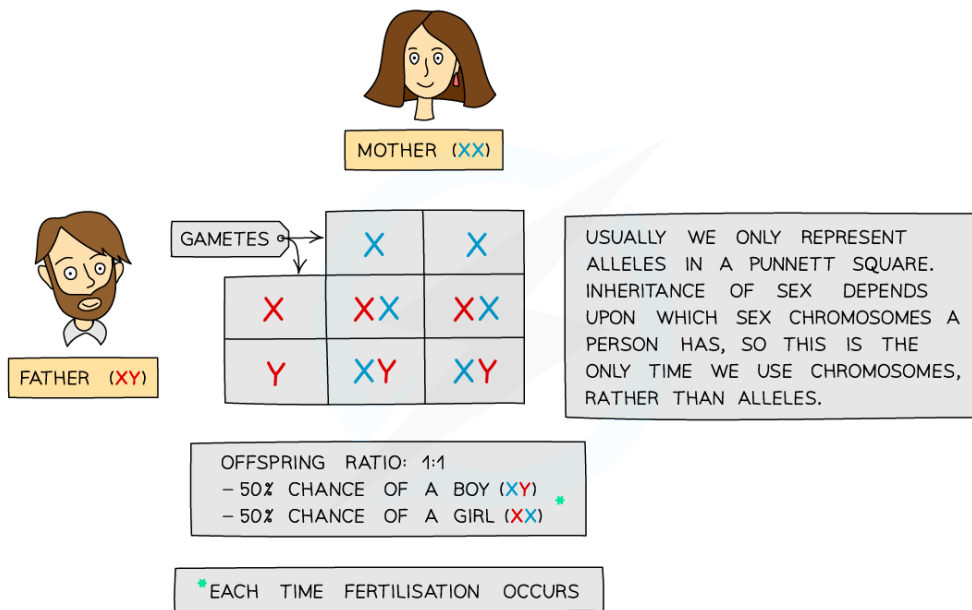 MOTHER (XX)
GAMETES
X X
X XX XX
Y XY XY
FATHER (XY)
USUALLY WE ONLY REPRESENT
ALLELES IN A PUNNETT SQUARE.
INHERITANCE OF SEX DEPENDS
UPON WHICH SEX CHROMOSOMES A
PERSON HAS, SO THIS IS THE
ONLY TIME WE USE CHROMOSOMES,
RATHER THAN ALLELES.
OFFSPRING RATIO: 1:1
– 50% CHANCE OF A BOY (XY)
– 50% CHANCE OF A GIRL (XX) *
*EACH TIME FERTILISATION OCCURS